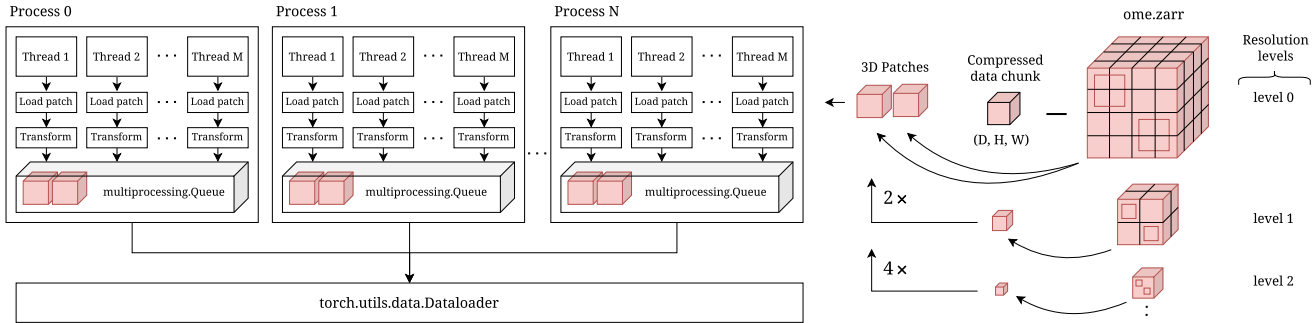 Process 0
Thread 1
Thread 2
...
Thread M
Load patch
Load patch
...
Load patch
Transform
Transform
...
Transform
multiprocessing.Queue
Process 1
Thread 1
Thread 2
...
Thread M
Load patch
Load patch
...
Load patch
Transform
Transform
...
Transform
multiprocessing.Queue
...
Process N
Thread 1
Thread 2
...
Thread M
Load patch
Load patch
...
Load patch
Transform
Transform
...
Transform
multiprocessing.Queue
torch.utils.data.Dataloader
3D Patches
Compressed
data chunk
(D, H, W)
ome.zarr
Resolution
levels
level 0
2×
level 1
4×
level 2
: